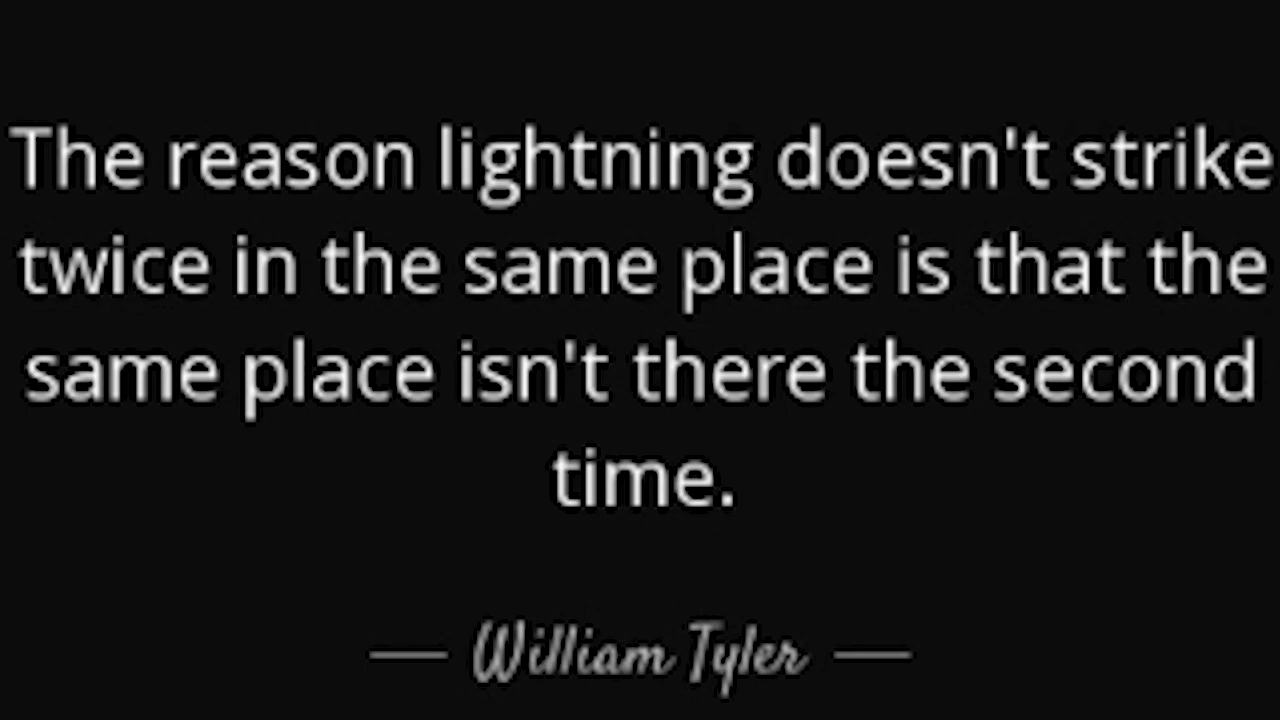 The reason lightning doesn't strike
twice in the same place is that the
same place isn't there the second
time.
William Tyler